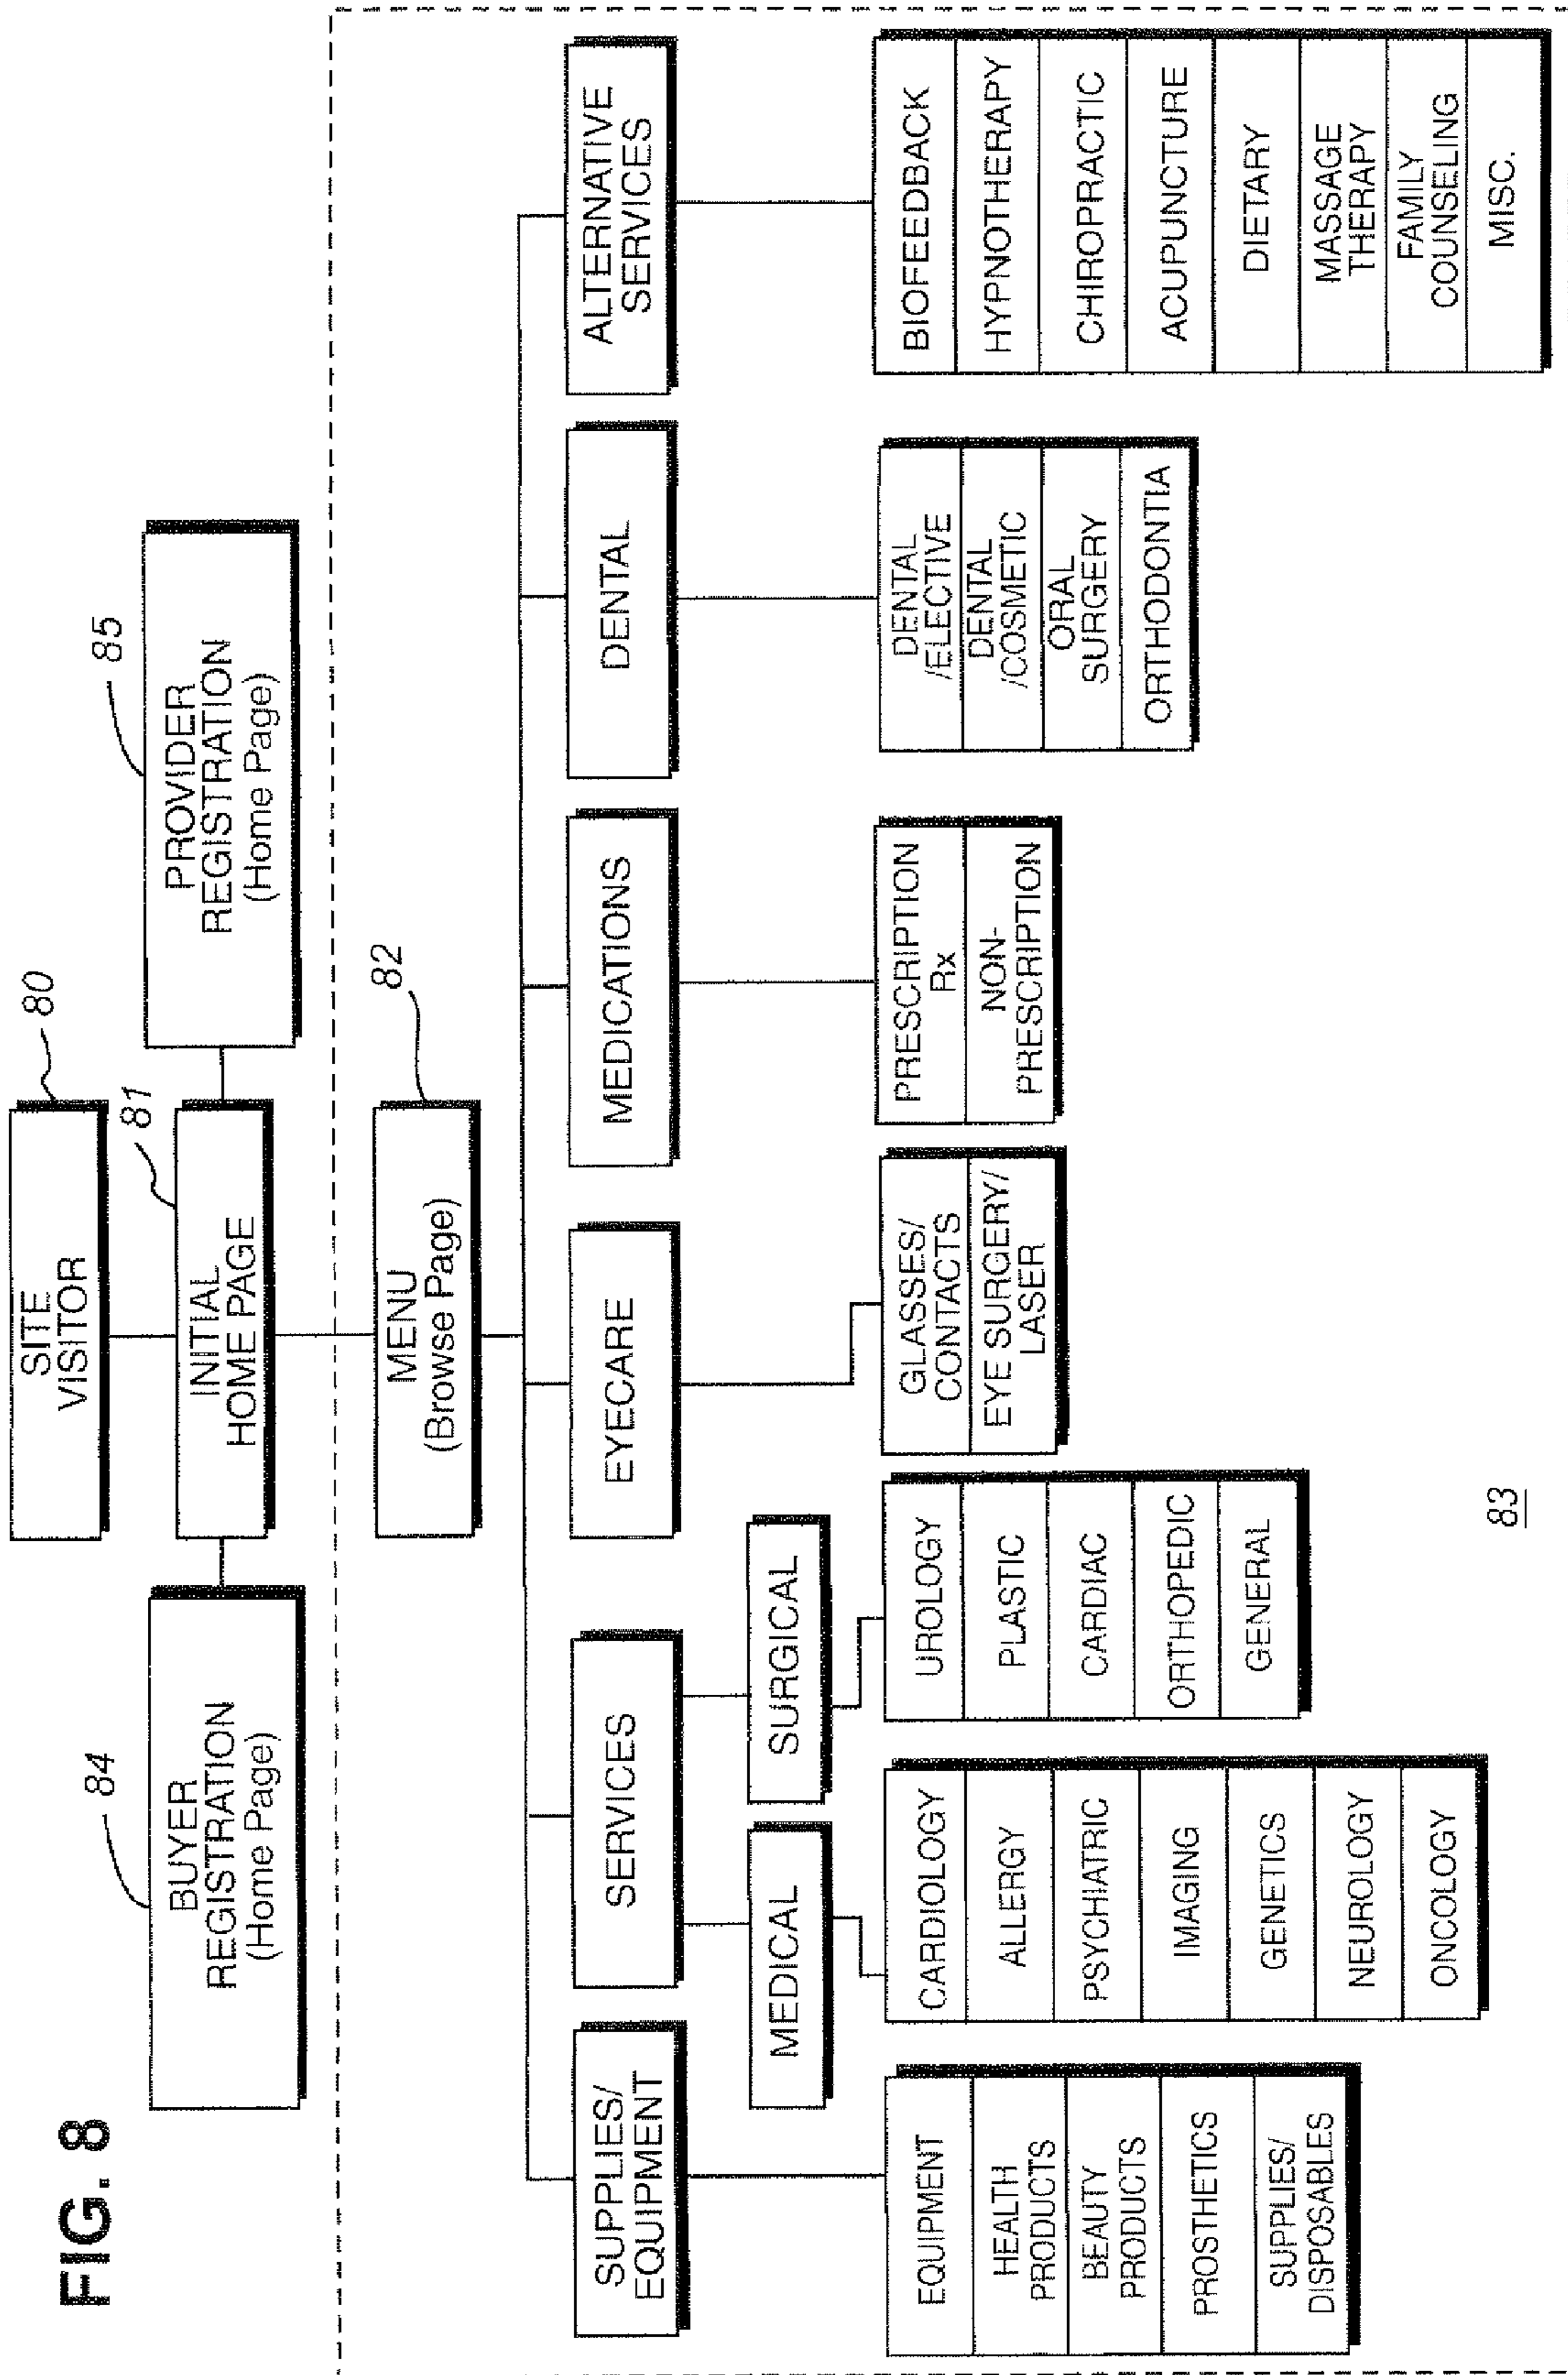 FIG. 8
SITE
VISITOR
80
81
INITIAL
HOME PAGE
84
BUYER
REGISTRATION
(Home Page)
85
PROVIDER
REGISTRATION
(Home Page)
82
MENU
(Browse Page)
SUPPLIES/
EQUIPMENT
SERVICES
EYECARE
MEDICATIONS
DENTAL
ALTERNATIVE
SERVICES
MEDICAL
SURGICAL
EQUIPMENT
HEALTH
PRODUCTS
BEAUTY
PRODUCTS
PROSTHETICS
SUPPLIES/
DISPOSABLES
CARDIOLOGY
ALLERGY
PSYCHIATRIC
IMAGING
GENETICS
NEUROLOGY
ONCOLOGY
UROLOGY
PLASTIC
CARDIAC
ORTHOPEDIC
GENERAL
GLASSES/
CONTACTS
EYE SURGERY/
LASER
PRESCRIPTION
Rx
NON-
PRESCRIPTION
DENTAL
/ELECTIVE
DENTAL
/COSMETIC
ORAL
SURGERY
ORTHODONTIA
BIOFEEDBACK
HYPNOTHERAPY
CHIROPRACTIC
ACUPUNCTURE
DIETARY
MASSAGE
THERAPY
FAMILY
COUNSELING
MISC.
83